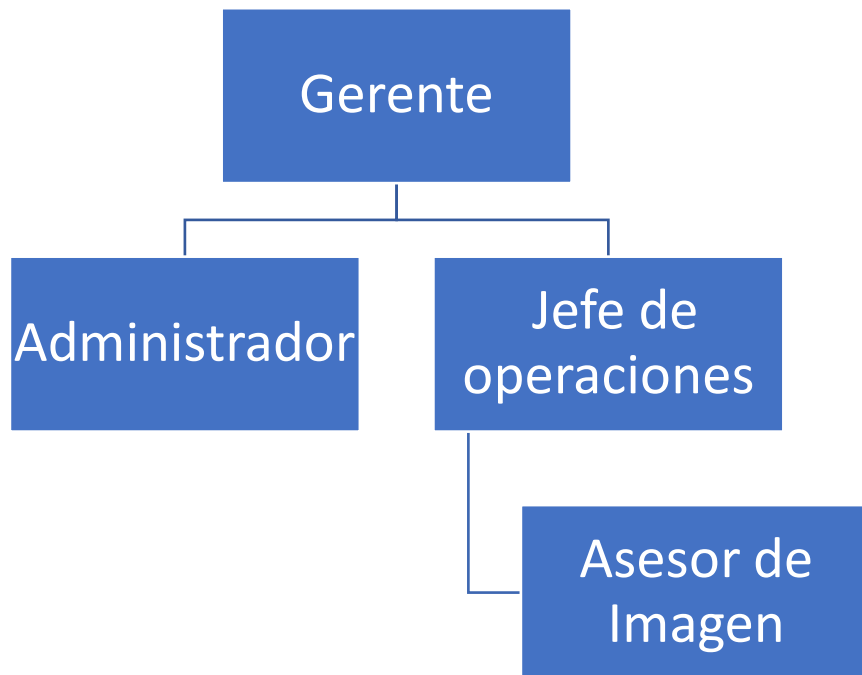 Gerente
Administrador
Jefe de
operaciones
Asesor de
Imagen